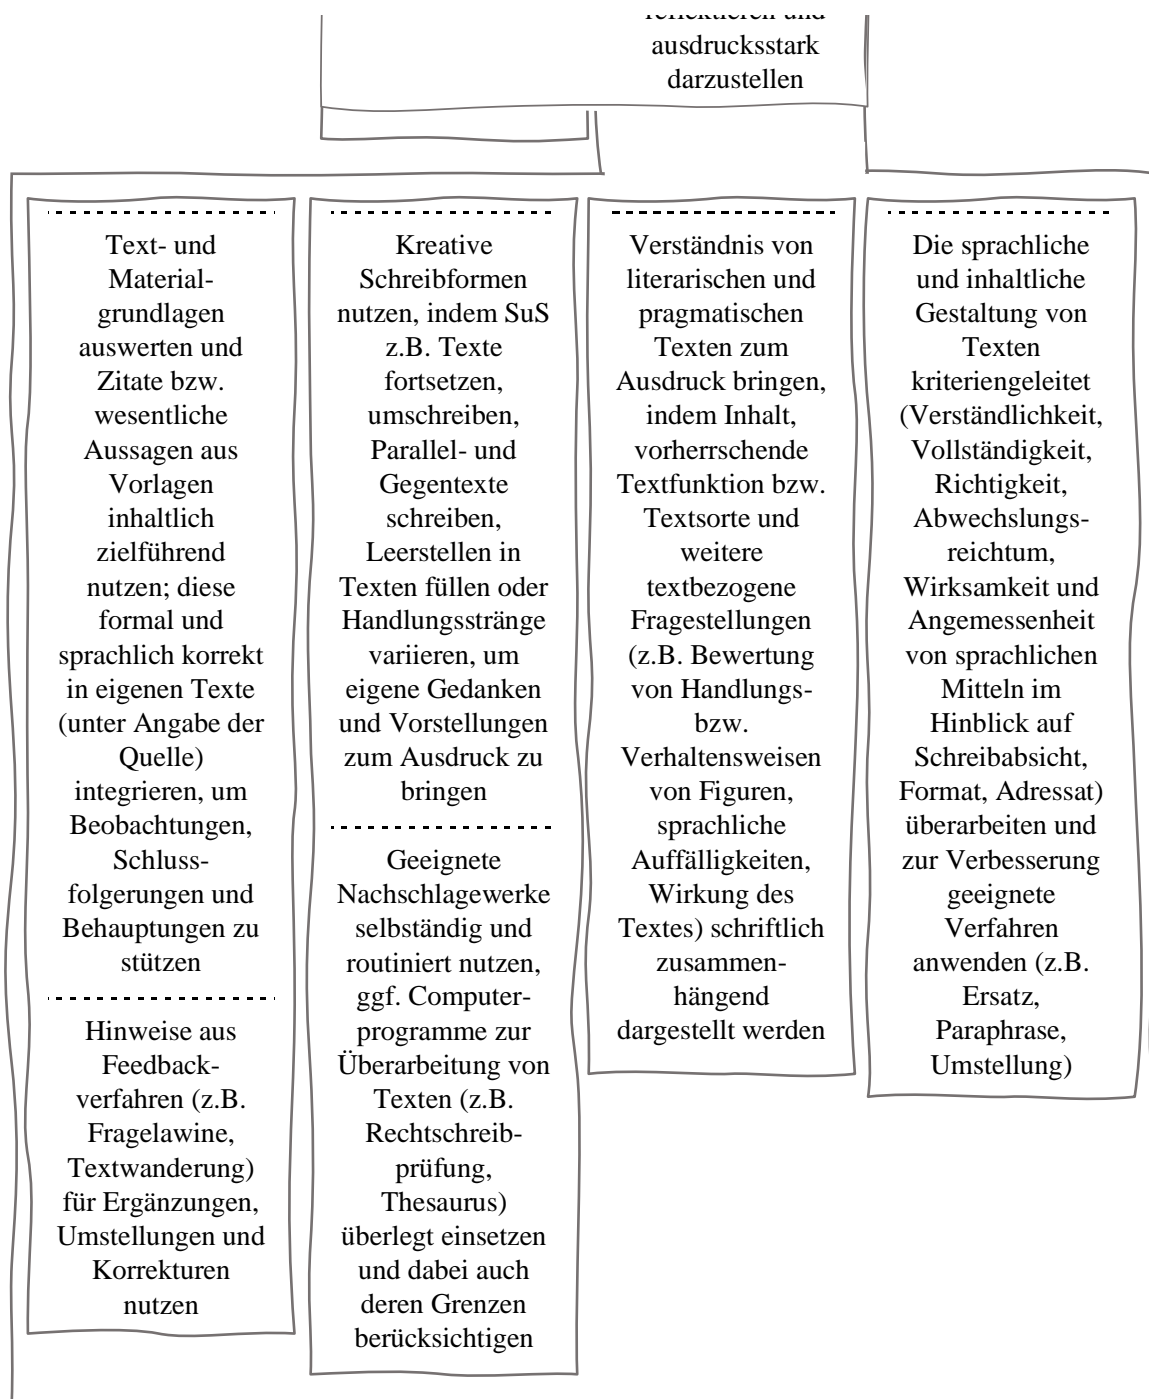 ausdrucksstark
darzustellen
Text- und
Material-
grundlagen
auswerten und
Zitate bzw.
wesentliche
Aussagen aus
Vorlagen
inhaltlich
zielführend
nutzen; diese
formal und
sprachlich korrekt
in eigenen Texte
(unter Angabe der
Quelle)
integrieren, um
Beobachtungen,
Schluss-
folgerungen und
Behauptungen zu
stützen
Hinweise aus
Feedback-
verfahren (z.B.
Fragelawine,
Textwanderung)
für Ergänzungen,
Umstellungen und
Korrekturen
nutzen
Kreative
Schreibformen
nutzen, indem SuS
z.B. Texte
fortsetzen,
umschreiben,
Parallel- und
Gegentexte
schreiben,
Leerstellen in
Texten füllen oder
Handlungsstränge
variieren, um
eigene Gedanken
und Vorstellungen
zum Ausdruck zu
bringen
Geeignete
Nachschlagewerke
selbständig und
routiniert nutzen,
ggf. Computer-
programme zur
Überarbeitung von
Texten (z.B.
Rechtschreib-
prüfung,
Thesaurus)
überlegt einsetzen
und dabei auch
deren Grenzen
berücksichtigen
Verständnis von
literarischen und
pragmatischen
Texten zum
Ausdruck bringen,
indem Inhalt,
vorherrschende
Textfunktion bzw.
Textsorte und
weitere
textbezogene
Fragestellungen
(z.B. Bewertung
von Handlungs-
bzw.
Verhaltensweisen
von Figuren,
sprachliche
Auffälligkeiten,
Wirkung des
Textes) schriftlich
zusammen-
hängend
dargestellt werden
Die sprachliche
und inhaltliche
Gestaltung von
Texten
kriteriengeleitet
(Verständlichkeit,
Vollständigkeit,
Richtigkeit,
Abwechslungs-
reichtum,
Wirksamkeit und
Angemessenheit
von sprachlichen
Mitteln im
Hinblick auf
Schreibabsicht,
Format, Adressat)
überarbeiten und
zur Verbesserung
geeignete
Verfahren
anwenden (z.B.
Ersatz,
Paraphrase,
Umstellung)